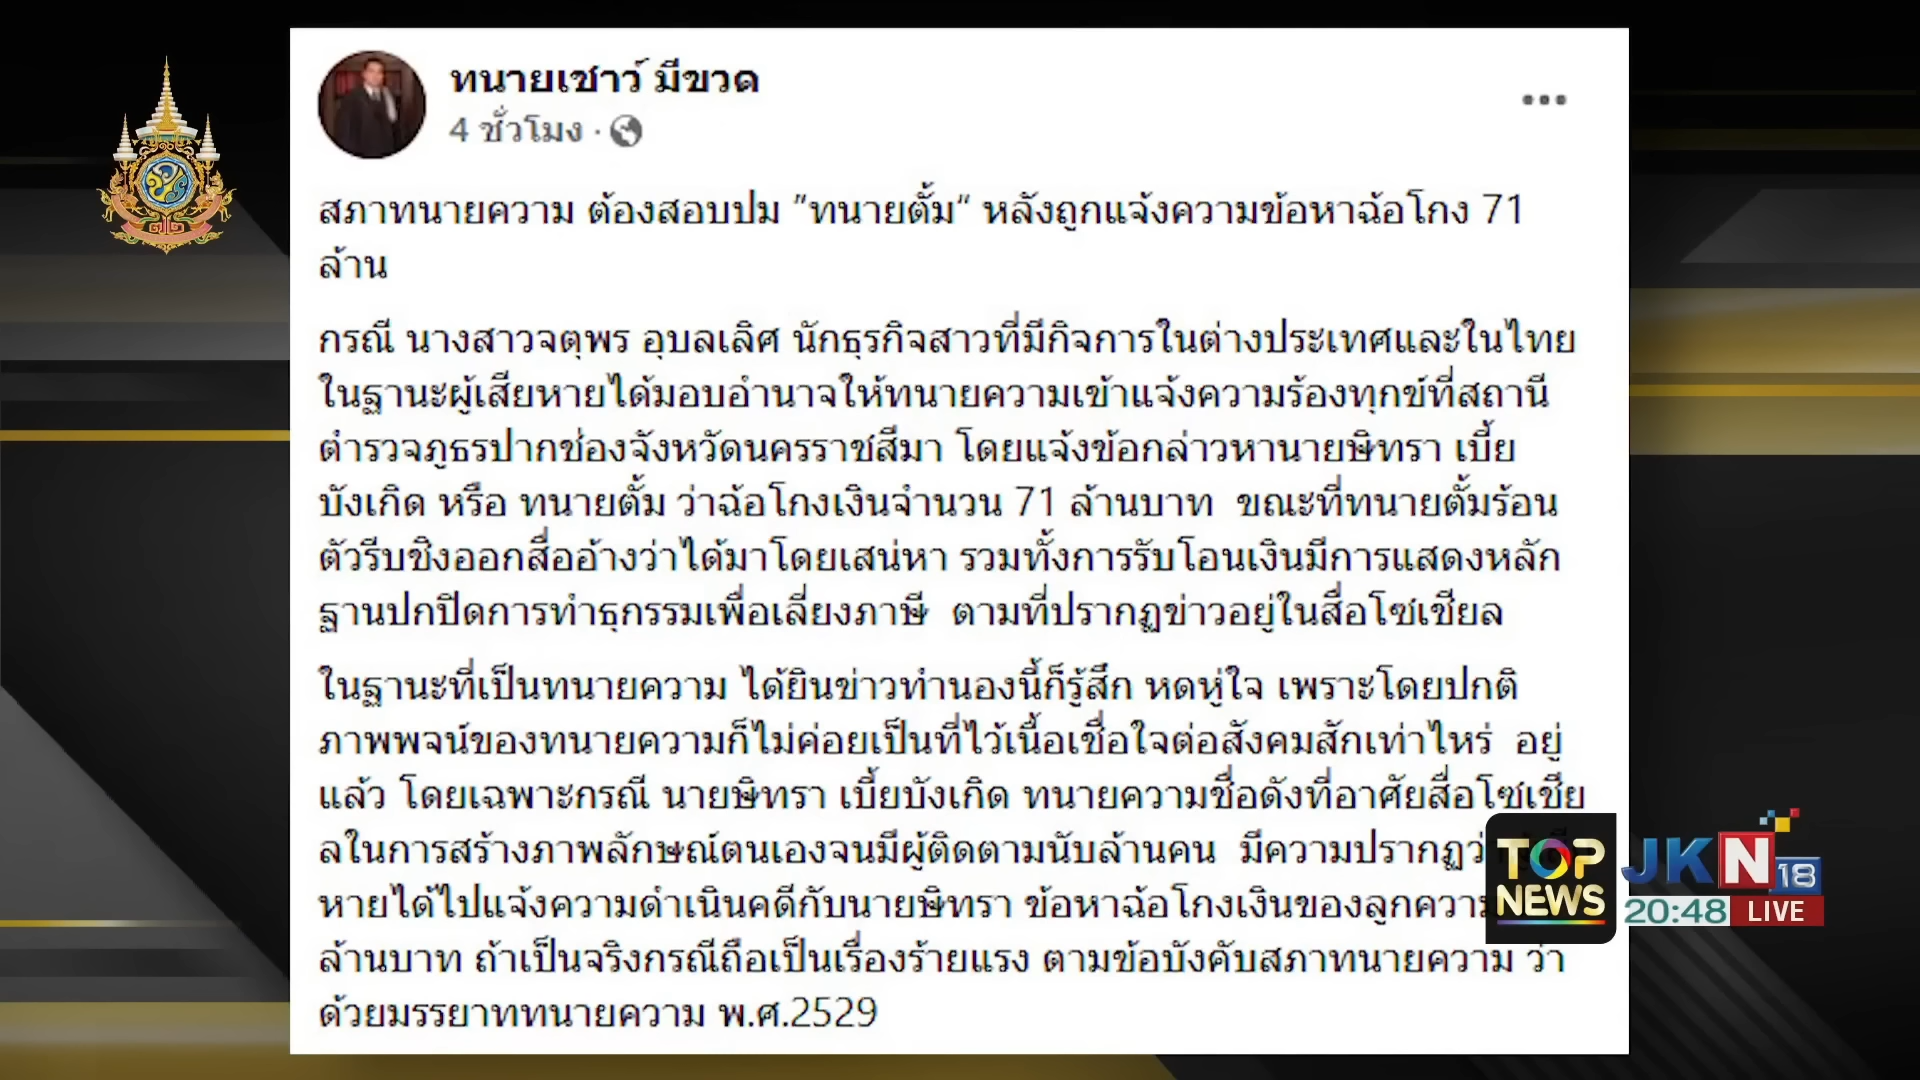 ทนายเชาว์ มีขวด
4 ชั่วโมง ·
สภาทนายความ ต้องสอบปม "ทนายตั้ม" หลังถูกแจ้งความข้อหาฉ้อโกง 71
ล้าน
กรณี นางสาวจตุพร อุบลเลิศ นักธุรกิจสาวที่มีกิจการในต่างประเทศและในไทย
ในฐานะผู้เสียหายได้มอบอำนาจให้ทนายความเข้าแจ้งความร้องทุกข์ที่สถานี
ตำรวจภูธรปากช่องจังหวัดนครราชสีมา โดยแจ้งข้อกล่าวหานายษิทรา เบี้ย
บังเกิด หรือ ทนายตั้ม ว่าฉ้อโกงเงินจำนวน 71 ล้านบาท ขณะที่ทนายตั้มร้อน
ตัวรีบชิงออกสื่ออ้างว่าได้มาโดยเสน่หา รวมทั้งการรับโอนเงินมีการแสดงหลัก
ฐานปกปิดการทำธุกรรมเพื่อเลี่ยงภาษี ตามที่ปรากฏข่าวอยู่ในสื่อโซเชียล
ในฐานะที่เป็นทนายความ ได้ยินข่าวทำนองนี้ก็รู้สึก หดหู่ใจ เพราะโดยปกติ
ภาพพจน์ของทนายความก็ไม่ค่อยเป็นที่ไว้เนื้อเชื่อใจต่อสังคมสักเท่าไหร่ อยู่
แล้ว โดยเฉพาะกรณี นายษิทรา เบี้ยบังเกิด ทนายความชื่อดังที่อาศัยสื่อโซเชีย
ลในการสร้างภาพลักษณ์ตนเองจนมีผู้ติดตามนับล้านคน มีความปรากฏ
หายได้ไปแจ้งความดำเนินคดีกับนายษิทรา ข้อหาฉ้อโกงเงินของลูกความ
ล้านบาท ถ้าเป็นจริงกรณีถือเป็นเรื่องร้ายแรง ตามข้อบังคับสภาทนายความ ว่า
ด้วยมรรยาททนายความ พ.ศ.2529
TOP NEWS
JKN 18
20:48 LIVE